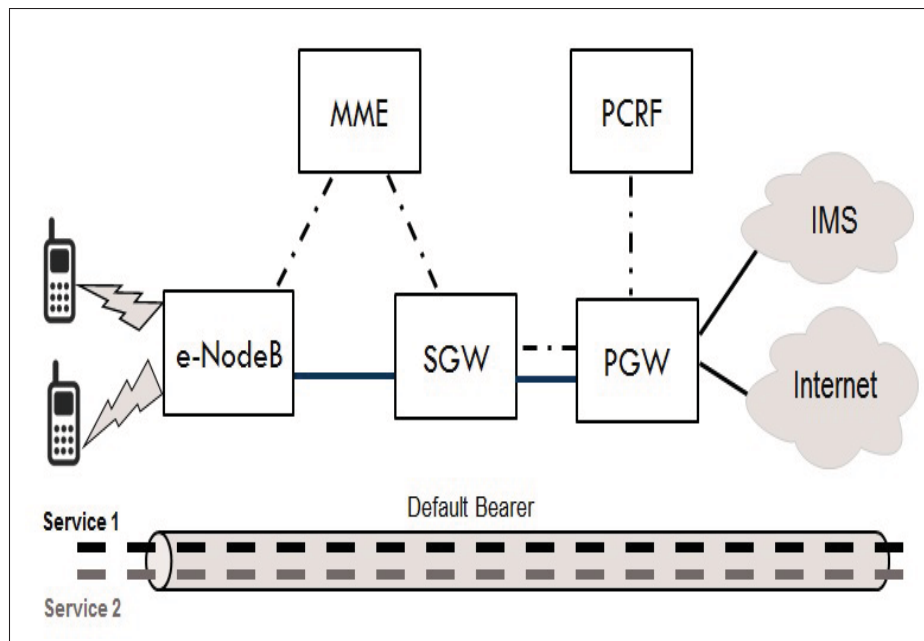 MME
PCRF
IMS
e-NodeB
SGW
PGW
Internet
Default Bearer
Service 1
Service 2